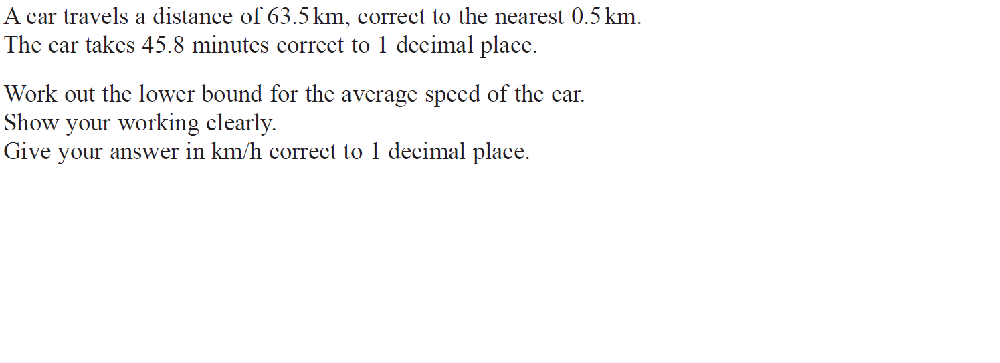 A car travels a distance of 63.5 km, correct to the nearest 0.5 km.
The car takes 45.8 minutes correct to 1 decimal place.
Work out the lower bound for the average speed of the car.
Show your working clearly.
Give your answer in km/h correct to 1 decimal place.